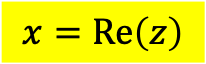 x = Re(z)